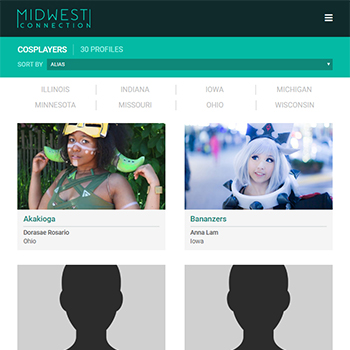 MIDWEST
CONNECTION
COSPLAYERS 30 PROFILES
SORT BY ALIAS
ILLINOIS INDIANA IOWA MICHIGAN
MINNESOTA MISSOURI OHIO WISCONSIN
Akakioga Bananzers
Dorasae Rosario Anna Lam
Ohio Iowa